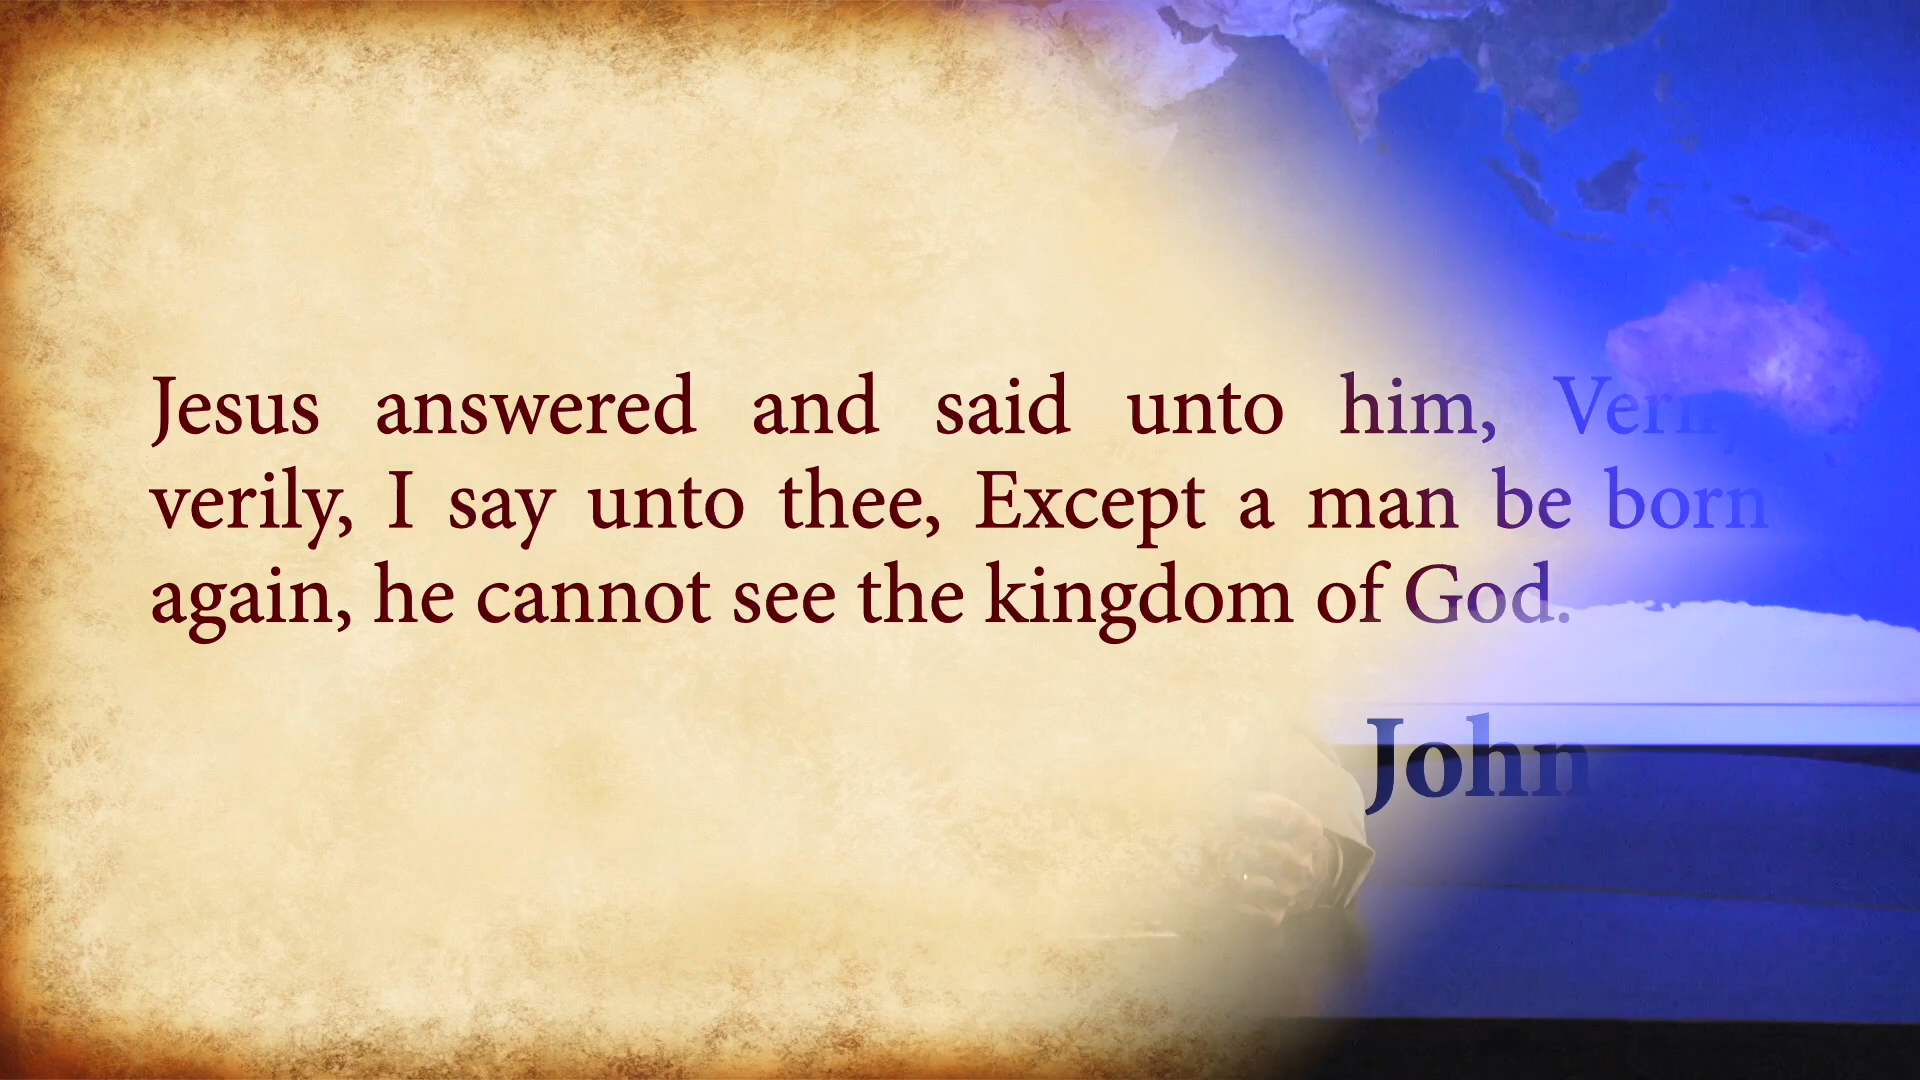 Jesus answered and said unto him, Verily
verily, I say unto thee, Except a man be born
again, he cannot see the kingdom of God.
John